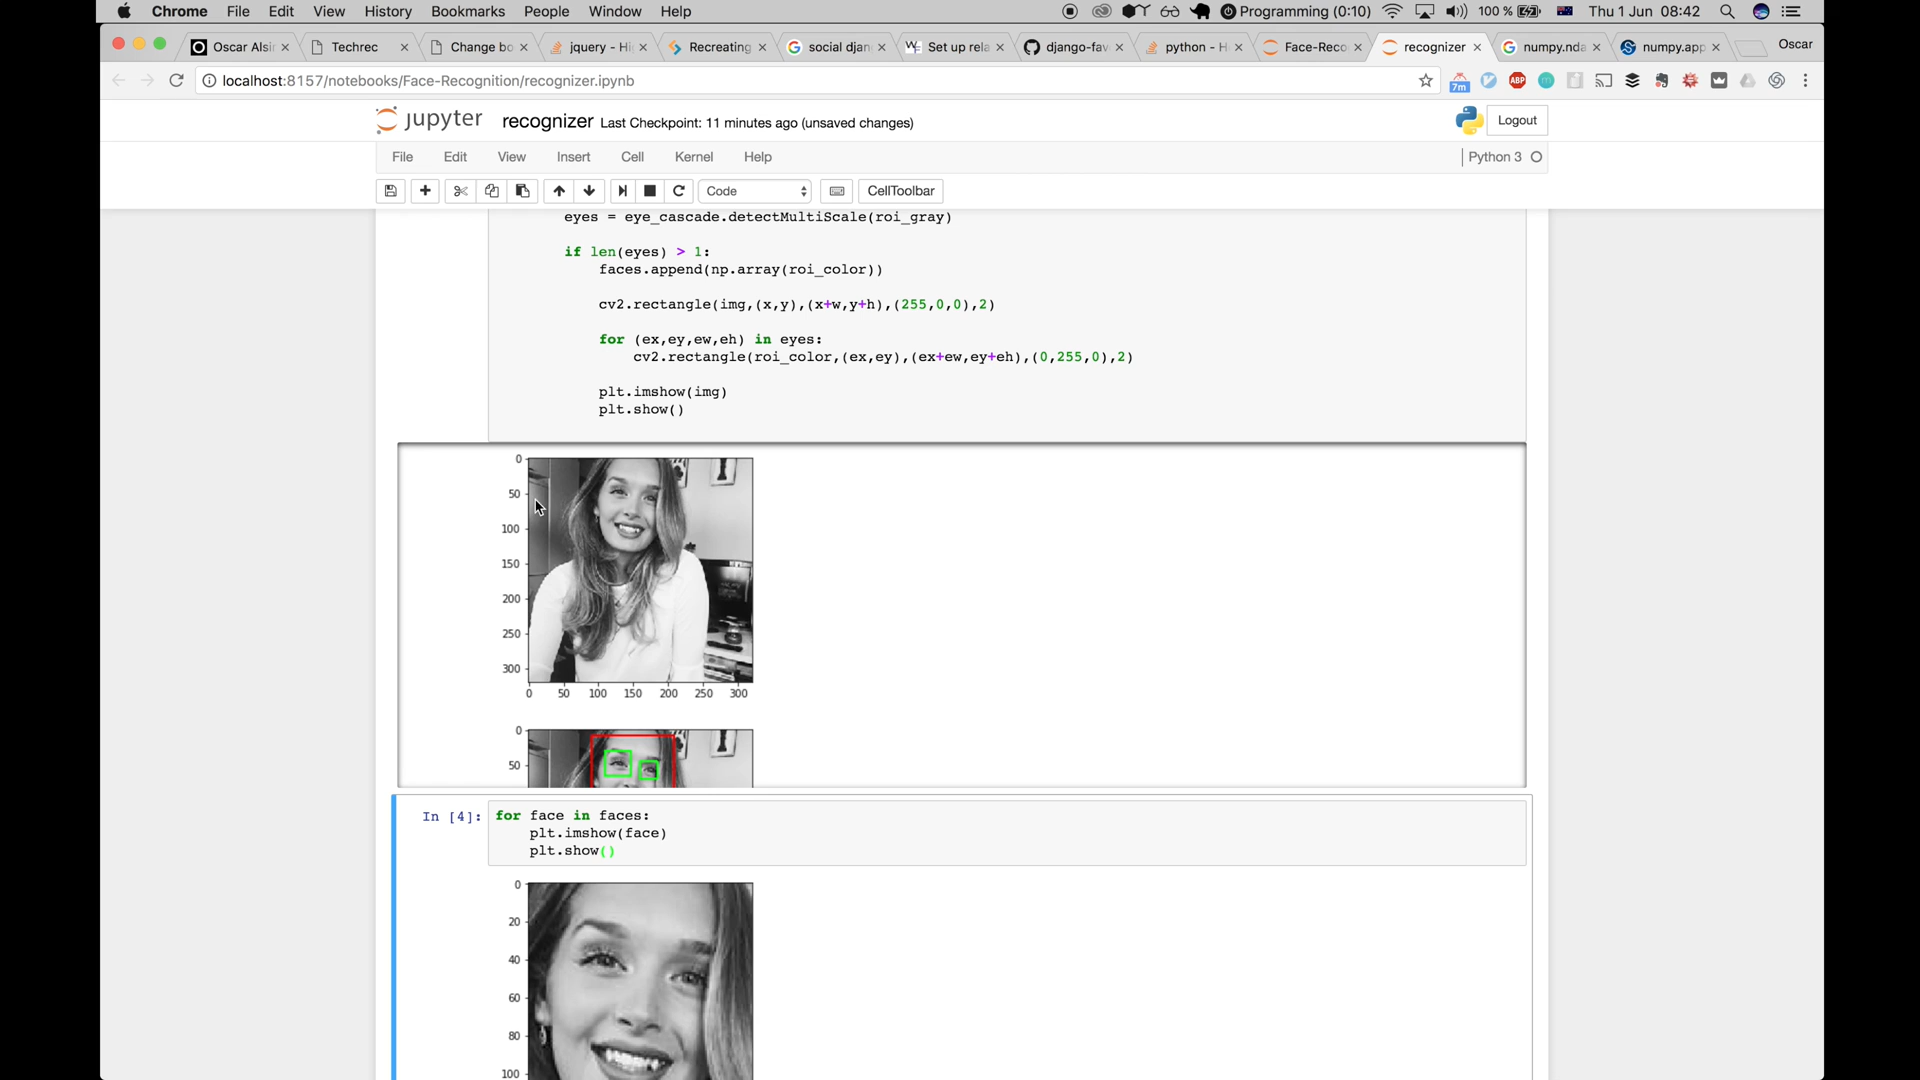 Chrome File Edit View History Bookmarks People Window Help Programming (0:10) 100 % Thu 1 Jun 08:42
Oscar Alsin Techrec Change bo jquery - Hi Recreating social djan Set up rela django-fav python - H Face-Reco recognizer numpy.nda numpy.app Oscar
localhost:8157/notebooks/Face-Recognition/recognizer.ipynb ABP 7m
jupyter recognizer Last Checkpoint: 11 minutes ago (unsaved changes) Logout
File Edit View Insert Cell Kernel Help Python 3
Code CellToolbar
eyes = eye_cascade.detectMultiScale(roi_gray)
if len(eyes) > 1:
faces.append(np.array(roi_color))
cv2.rectangle(img,(x,y),(x+w,y+h),(255,0,0),2)
for (ex,ey,ew,eh) in eyes:
cv2.rectangle(roi_color,(ex,ey),(ex+ew,ey+eh),(0,255,0),2)
plt.imshow(img)
plt.show()
0
50
100
150
200
250
300
0 50 100 150 200 250 300
0
50
In [4]: for face in faces:
plt.imshow(face)
plt.show()
0
20
40
60
80
100